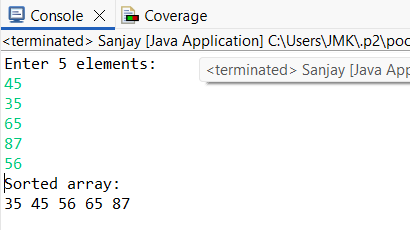 Console Coverage
<terminated> Sanjay [Java Application] C:\Users\JMK\.p2\poo
Enter 5 elements:
<terminated> Sanjay [Java App
45
35
65
87
56
Sorted array:
35 45 56 65 87